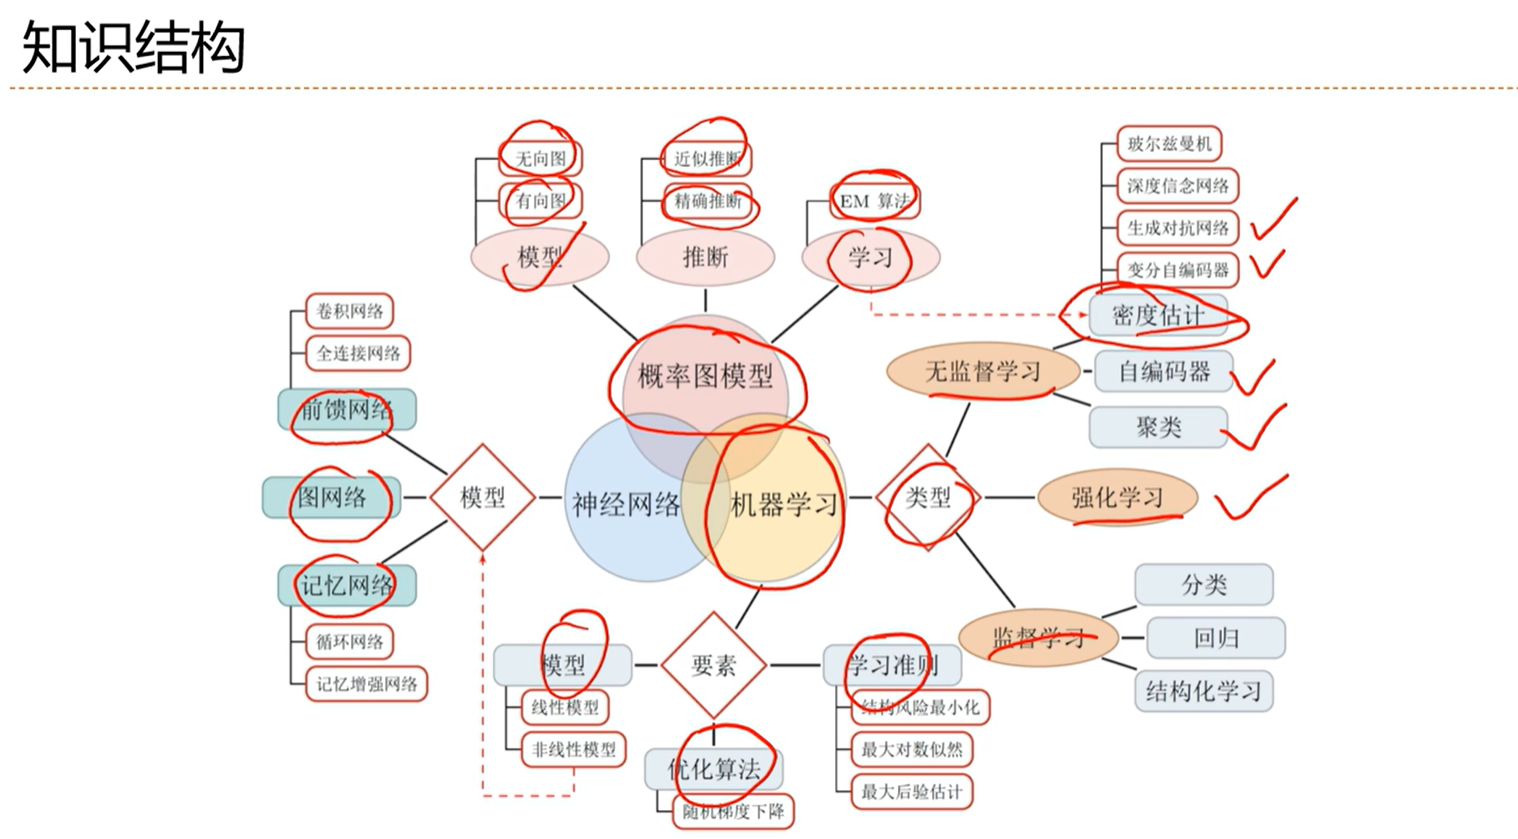 知识结构
无向图
有向图
模型
近似推断
精确推断
推断
EM 算法
学习
玻尔兹曼机
深度信念网络
生成对抗网络
变分自编码器
密度估计
卷积网络
全连接网络
前馈网络
图网络
记忆网络
循环网络
记忆增强网络
模型
概率图模型
神经网络
机器学习
类型
无监督学习
自编码器
聚类
强化学习
监督学习
分类
回归
结构化学习
要素
模型
线性模型
非线性模型
优化算法
随机梯度下降
学习准则
结构风险最小化
最大对数似然
最大后验估计